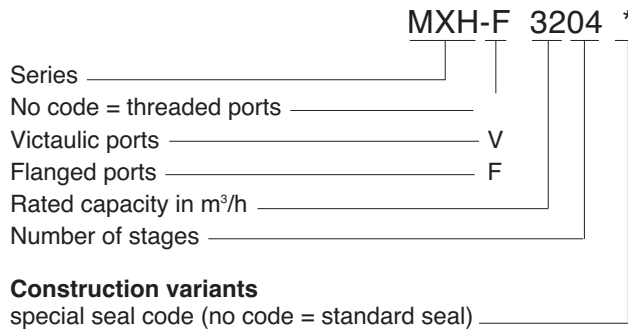 MXH-F 3204 *
Series
No code = threaded ports
Victaulic ports V
Flanged ports F
Rated capacity in m³/h
Number of stages
Construction variants
special seal code (no code = standard seal)